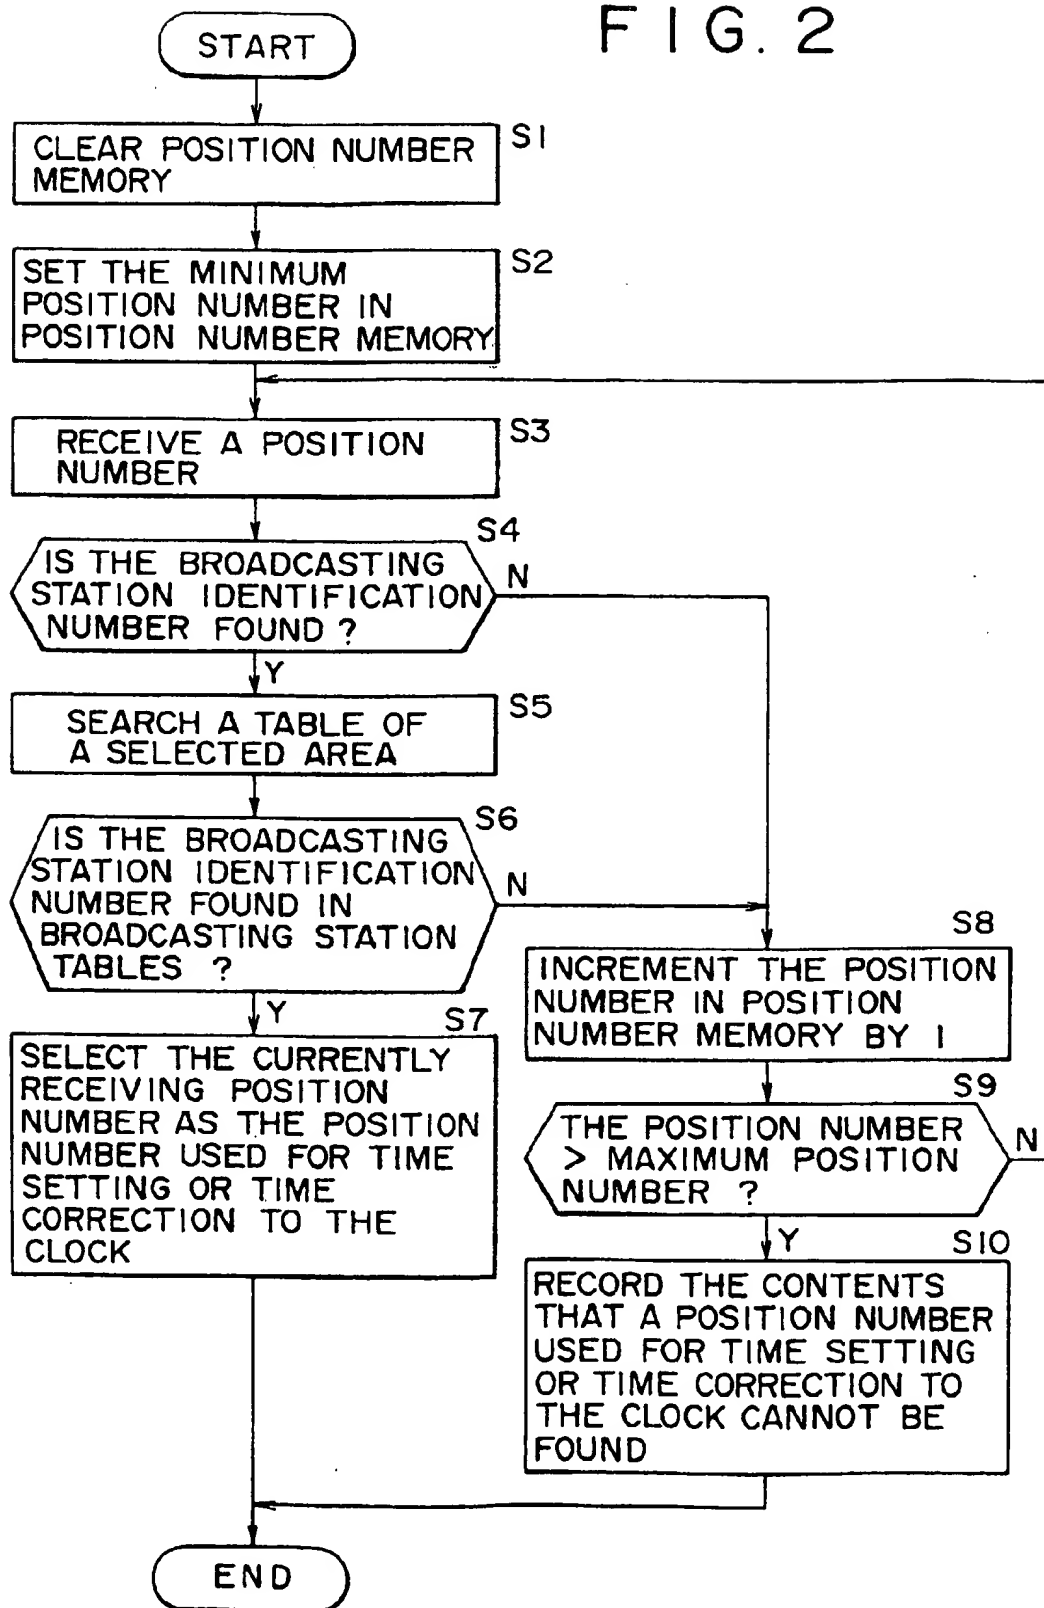 FIG. 2
START
S1
CLEAR POSITION NUMBER
MEMORY
S2
SET THE MINIMUM
POSITION NUMBER IN
POSITION NUMBER MEMORY
S3
RECEIVE A POSITION
NUMBER
S4
IS THE BROADCASTING
STATION IDENTIFICATION
NUMBER FOUND ?
N
Y
S5
SEARCH A TABLE OF
A SELECTED AREA
S6
IS THE BROADCASTING
STATION IDENTIFICATION
NUMBER FOUND IN
BROADCASTING STATION
TABLES ?
N
Y
S7
SELECT THE CURRENTLY
RECEIVING POSITION
NUMBER AS THE POSITION
NUMBER USED FOR TIME
SETTING OR TIME
CORRECTION TO THE
CLOCK
S8
INCREMENT THE POSITION
NUMBER IN POSITION
NUMBER MEMORY BY 1
S9
THE POSITION NUMBER
> MAXIMUM POSITION
NUMBER ?
N
Y
S10
RECORD THE CONTENTS
THAT A POSITION NUMBER
USED FOR TIME SETTING
OR TIME CORRECTION TO
THE CLOCK CANNOT BE
FOUND
END